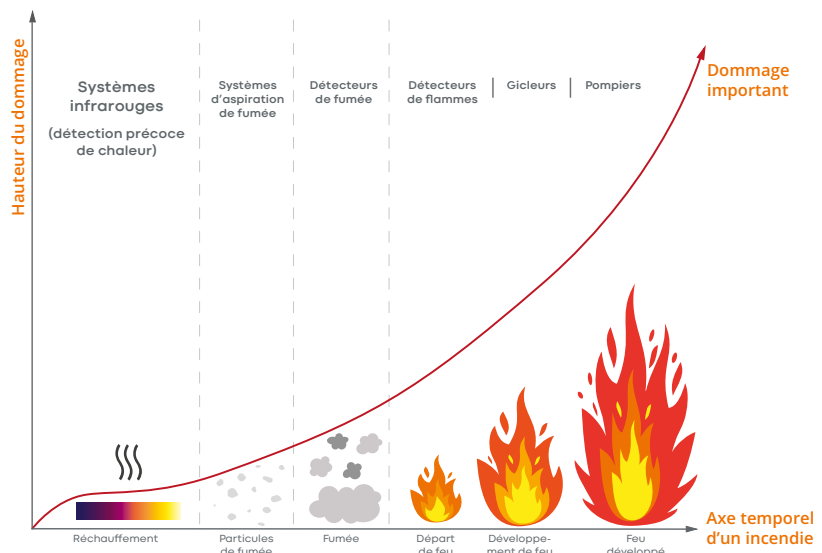 Hauteur du dommage
Systèmes
infrarouges
(détection précoce
de chaleur)
Systèmes
d'aspiration
de fumée
Détecteurs
de fumée
Détecteurs
de flammes
Gicleurs
Pompiers
Dommage
important
Réchauffement
Particules
de fumée
Fumée
Départ
de feu
Développe-
ment de feu
Feu
développé
Axe temporel
d'un incendie